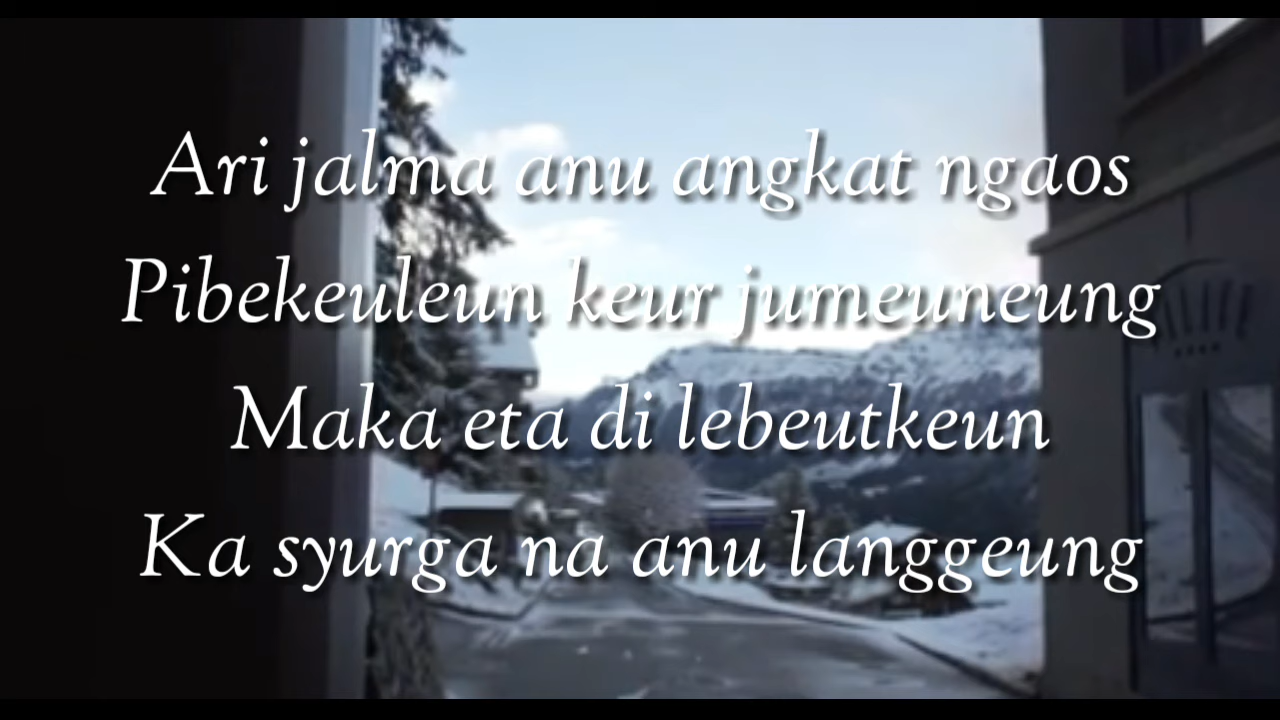 Ari jalma anu angkat ngaos
Pibekeuleun keur jumeuneung
Maka eta di lebeutkeun
Ka syurga na anu langgeung